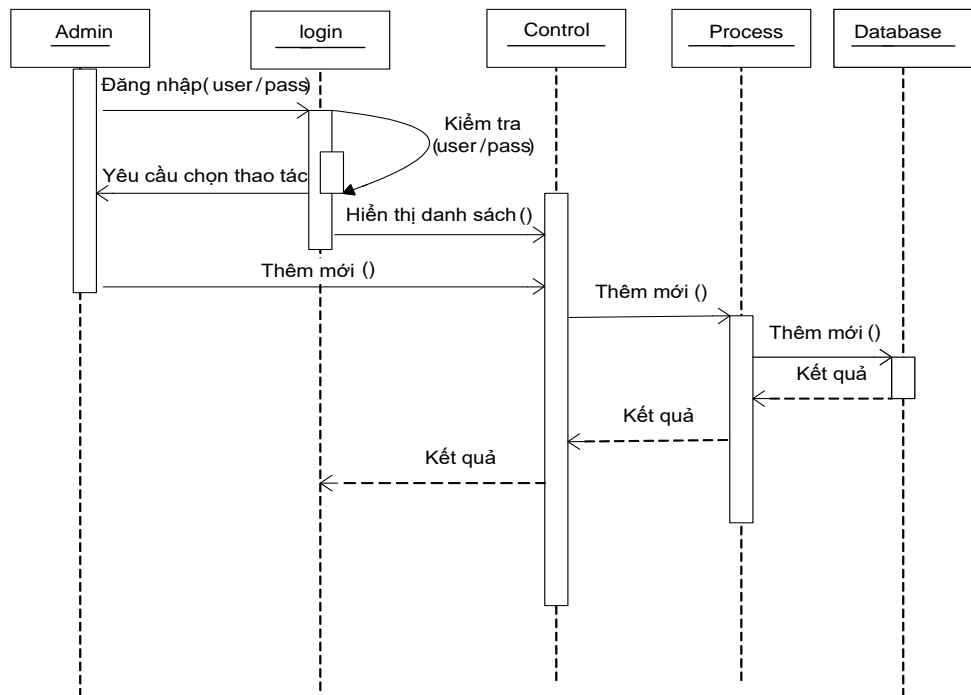 Admin
login
Control
Process
Database
Đăng nhập( user / pass)
Kiểm tra
(user /pass)
Yêu cầu chọn thao tác
Hiển thị danh sách ()
Thêm mới ()
Thêm mới ()
Thêm mới ()
Kết quả
Kết quả
Kết quả